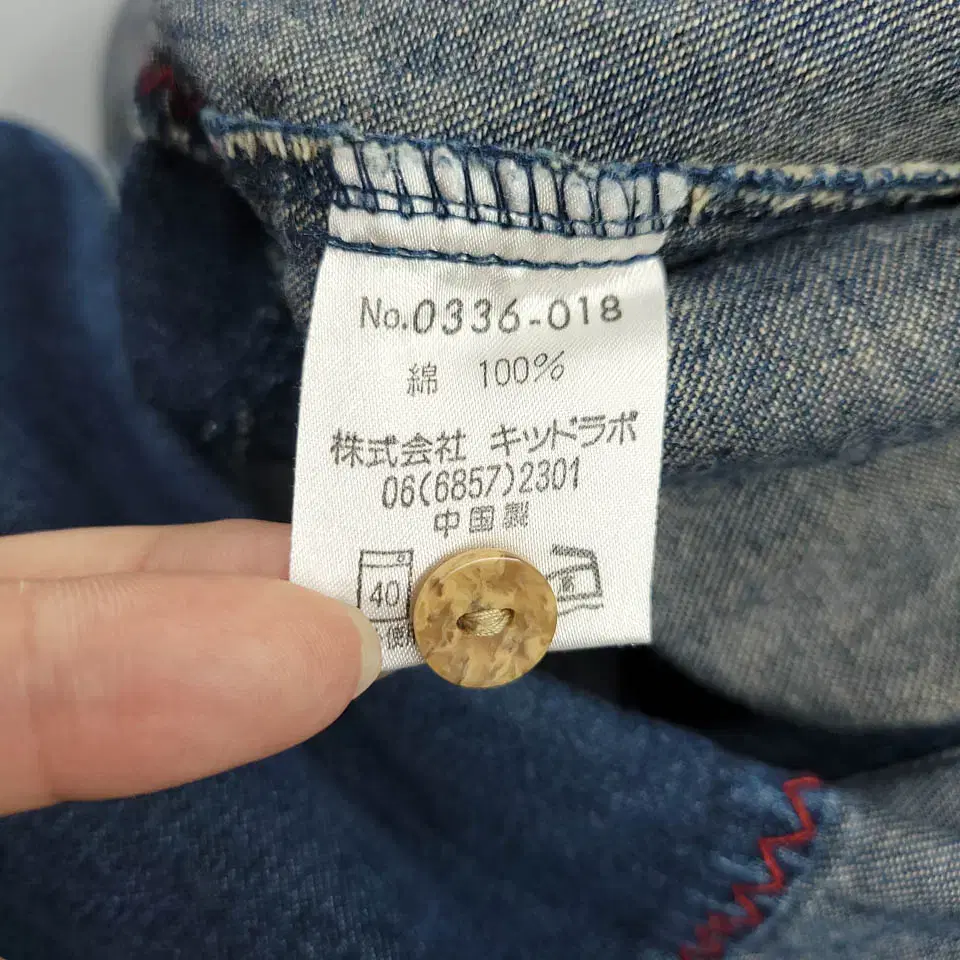 No.0336-018
綿 100%
株式会社 キッドラボ
06(6857)2301
中国製
40